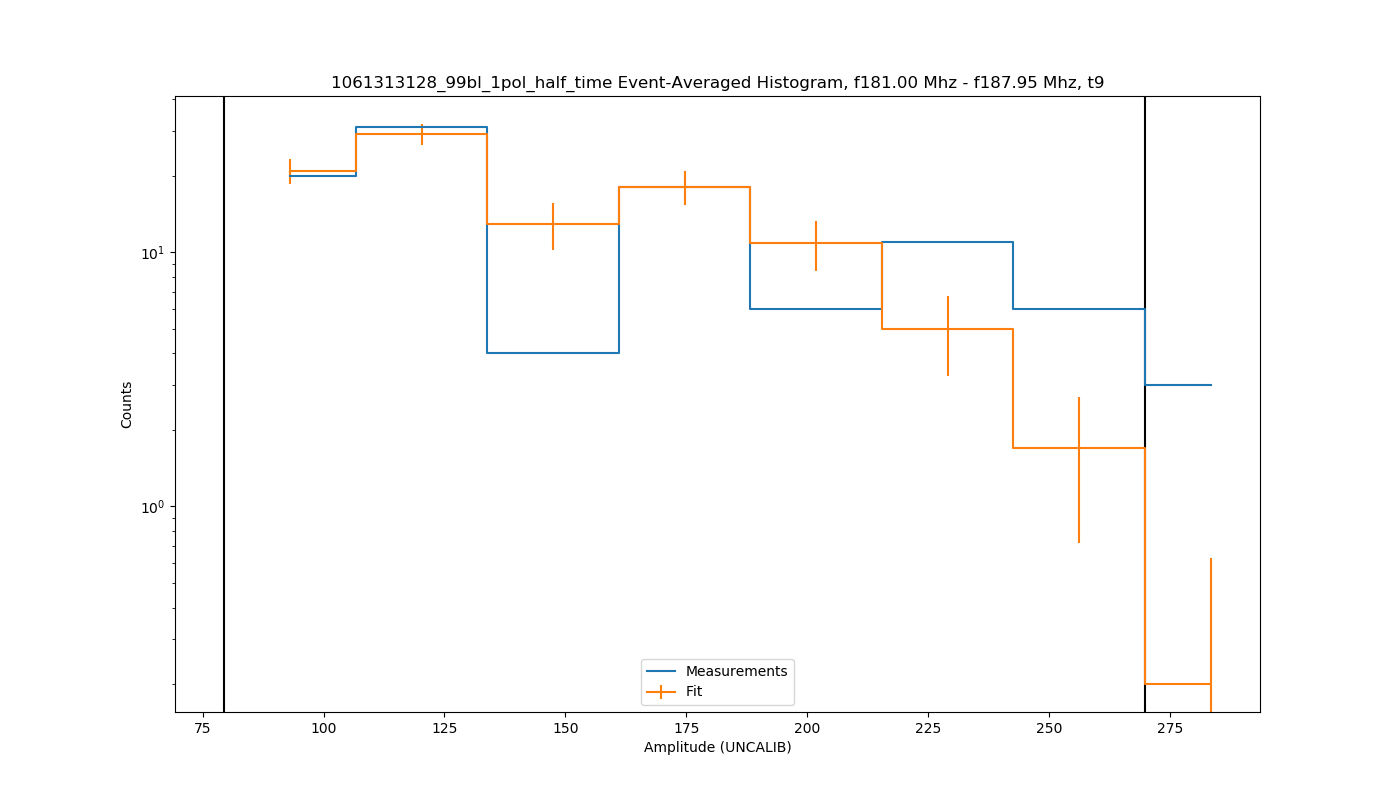 1061313128_99bl_1pol_half_time Event-Averaged Histogram, f181.00 Mhz - f187.95 Mhz, t9
Counts
10¹
10⁰
Measurements
Fit
75 100 125 150 175 200 225 250 275
Amplitude (UNCALIB)